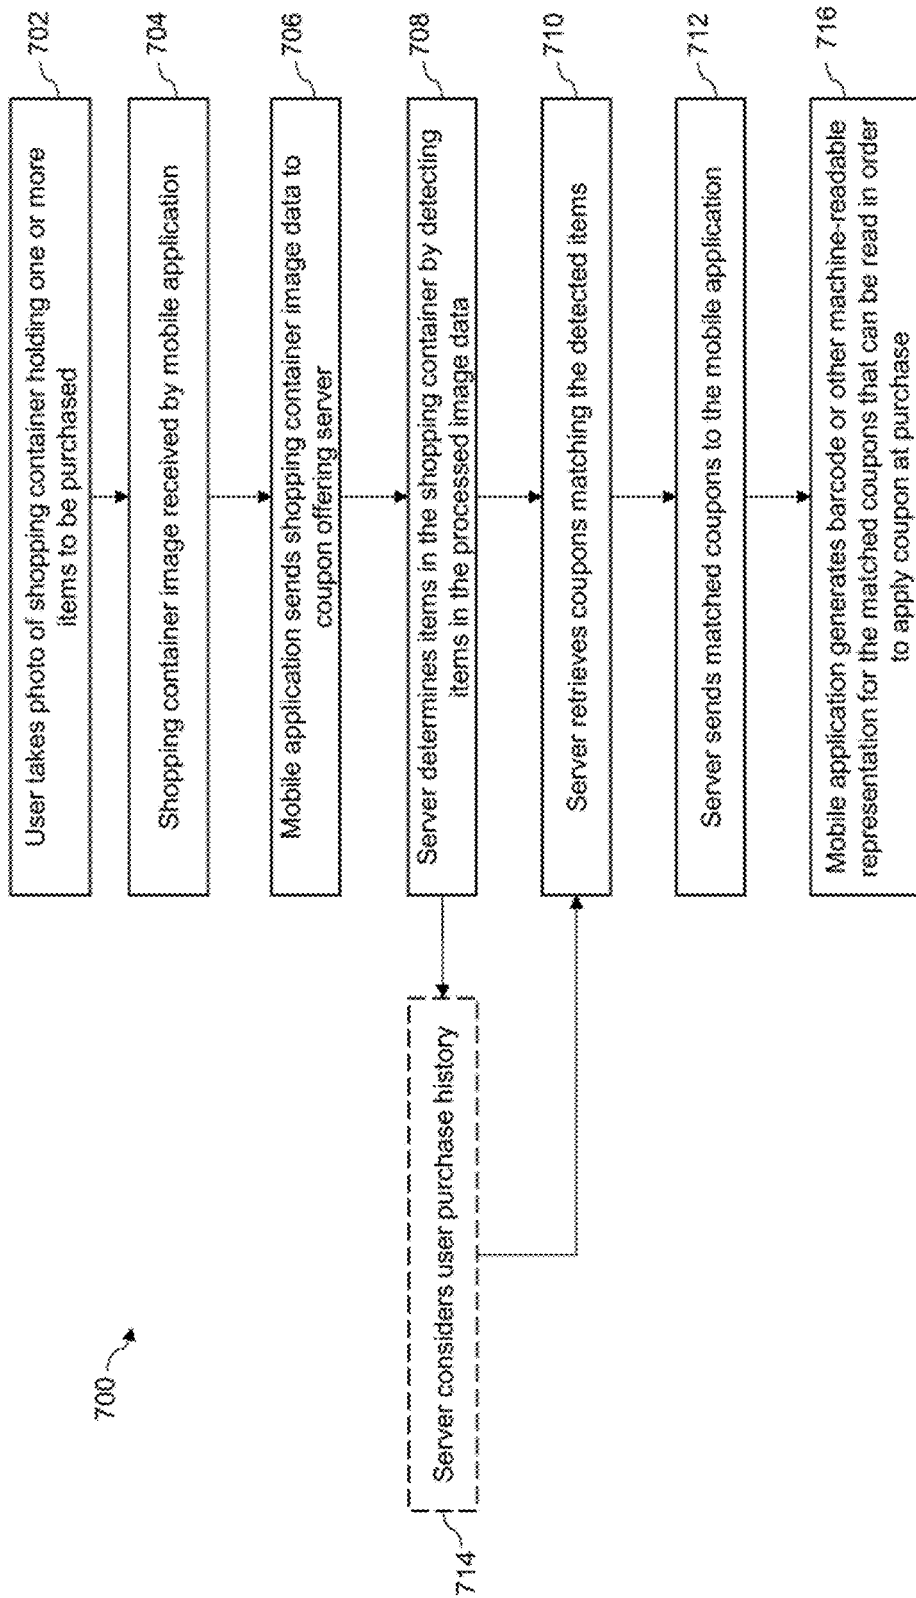 700
User takes photo of shopping container holding one or more
items to be purchased
702
Shopping container image received by mobile application
704
Mobile application sends shopping container image data to
coupon offering server
706
Server determines items in the shopping container by detecting
items in the processed image data
708
Server considers user purchase history
714
Server retrieves coupons matching the detected items
710
Server sends matched coupons to the mobile application
712
Mobile application generates barcode or other machine-readable
representation for the matched coupons that can be read in order
to apply coupon at purchase
716